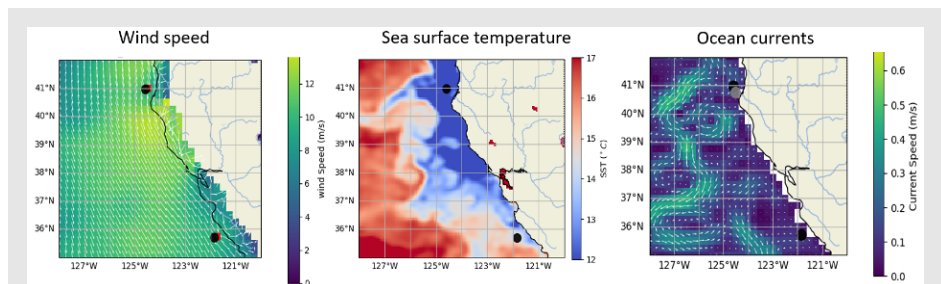 Wind speed
41°N
40°N
39°N
38°N
37°N
36°N
127°W 125°W 123°W 121°W
12
10
8
6
4
2
0
wind Speed (m/s)
Sea surface temperature
41°N
40°N
39°N
38°N
37°N
36°N
127°W 125°W 123°W 121°W
17
16
15
14
13
12
SST (°C)
Ocean currents
41°N
40°N
39°N
38°N
37°N
36°N
127°W 125°W 123°W 121°W
0.6
0.5
0.4
0.3
0.2
0.1
0.0
Current Speed (m/s)